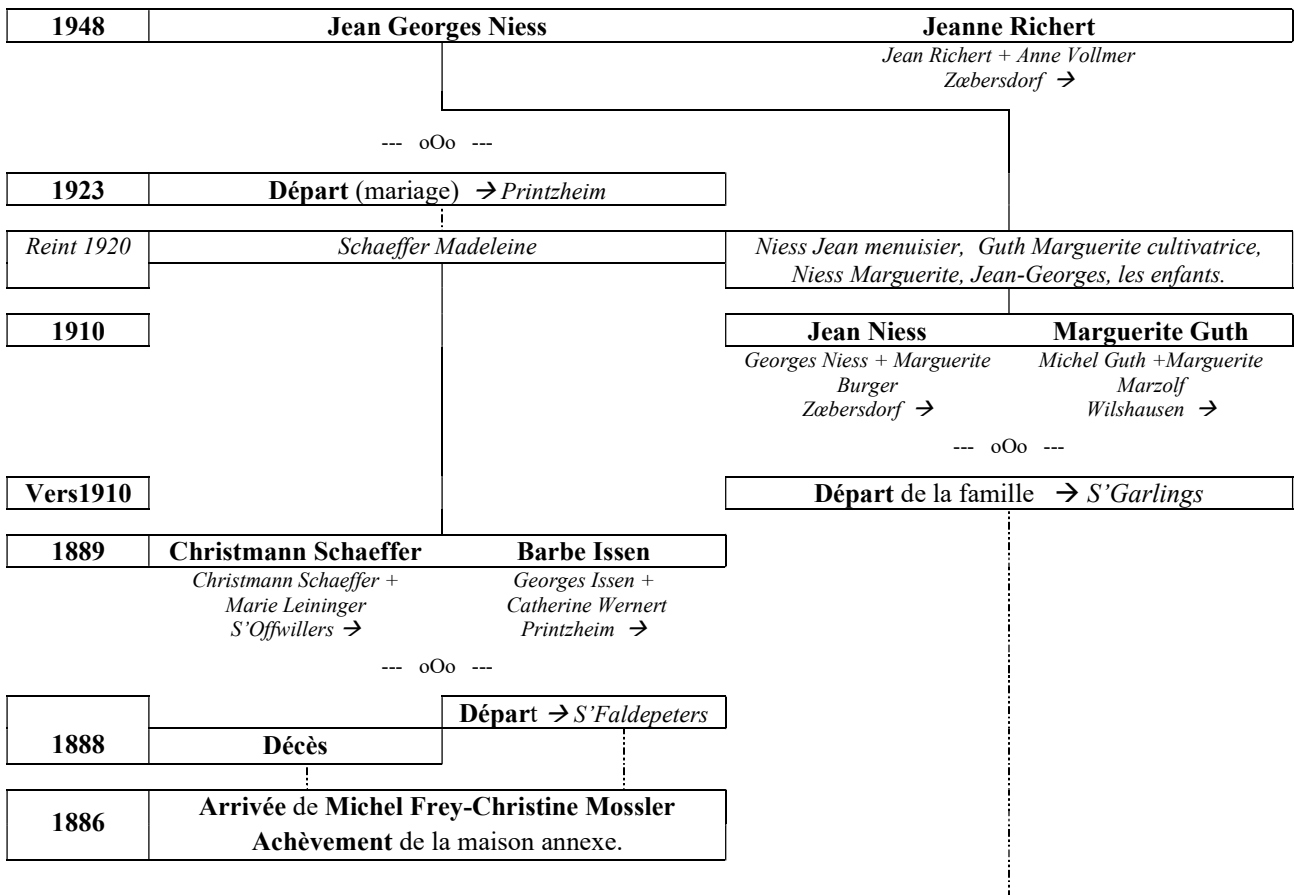 1948 Jean Georges Niess Jeanne Richert
Jean Richert + Anne Vollmer
Zœbersdorf →
--- oOo ---
1923 Départ (mariage) → Printzheim
Reint 1920 Schaeffer Madeleine Niess Jean menuisier, Guth Marguerite cultivatrice,
Niess Marguerite, Jean-Georges, les enfants.
1910 Jean Niess Marguerite Guth
Georges Niess + Marguerite Michel Guth +Marguerite
Burger Marzolf
Zœbersdorf → Wilshausen →
--- oOo ---
Vers1910 Départ de la famille → S’Garlings
1889 Christmann Schaeffer Barbe Issen
Christmann Schaeffer + Georges Issen +
Marie Leininger Catherine Wernert
S’Offwillers → Printzheim →
--- oOo ---
Départ → S’Faldepeters
1888 Décès
1886 Arrivée de Michel Frey-Christine Mossler
Achèvement de la maison annexe.